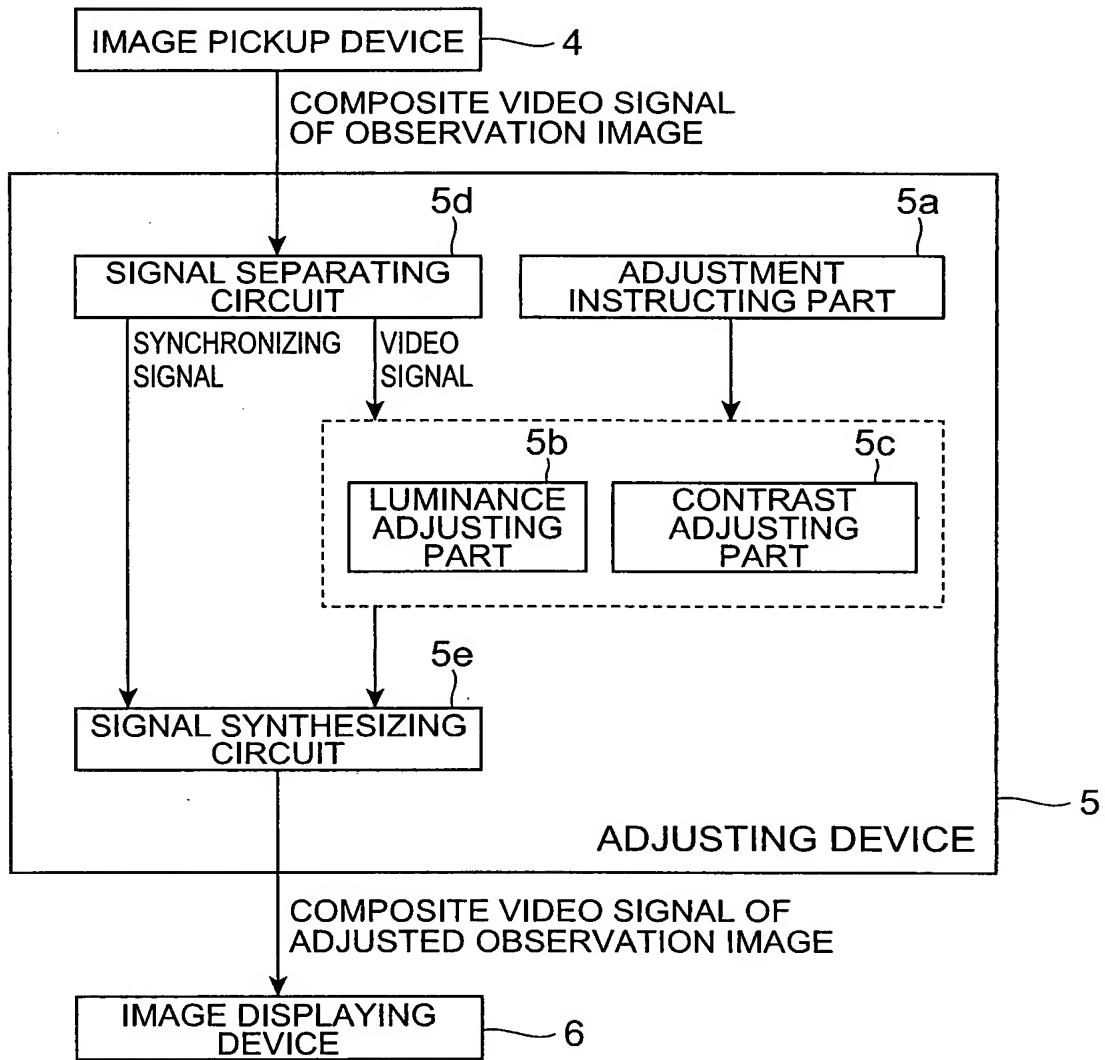 IMAGE PICKUP DEVICE
4
COMPOSITE VIDEO SIGNAL
OF OBSERVATION IMAGE
5d
5a
SIGNAL SEPARATING
CIRCUIT
ADJUSTMENT
INSTRUCTING PART
SYNCHRONIZING
SIGNAL
VIDEO
SIGNAL
5b
5c
LUMINANCE
ADJUSTING
PART
CONTRAST
ADJUSTING
PART
5e
SIGNAL SYNTHESIZING
CIRCUIT
5
ADJUSTING DEVICE
COMPOSITE VIDEO SIGNAL OF
ADJUSTED OBSERVATION IMAGE
IMAGE DISPLAYING
DEVICE
6